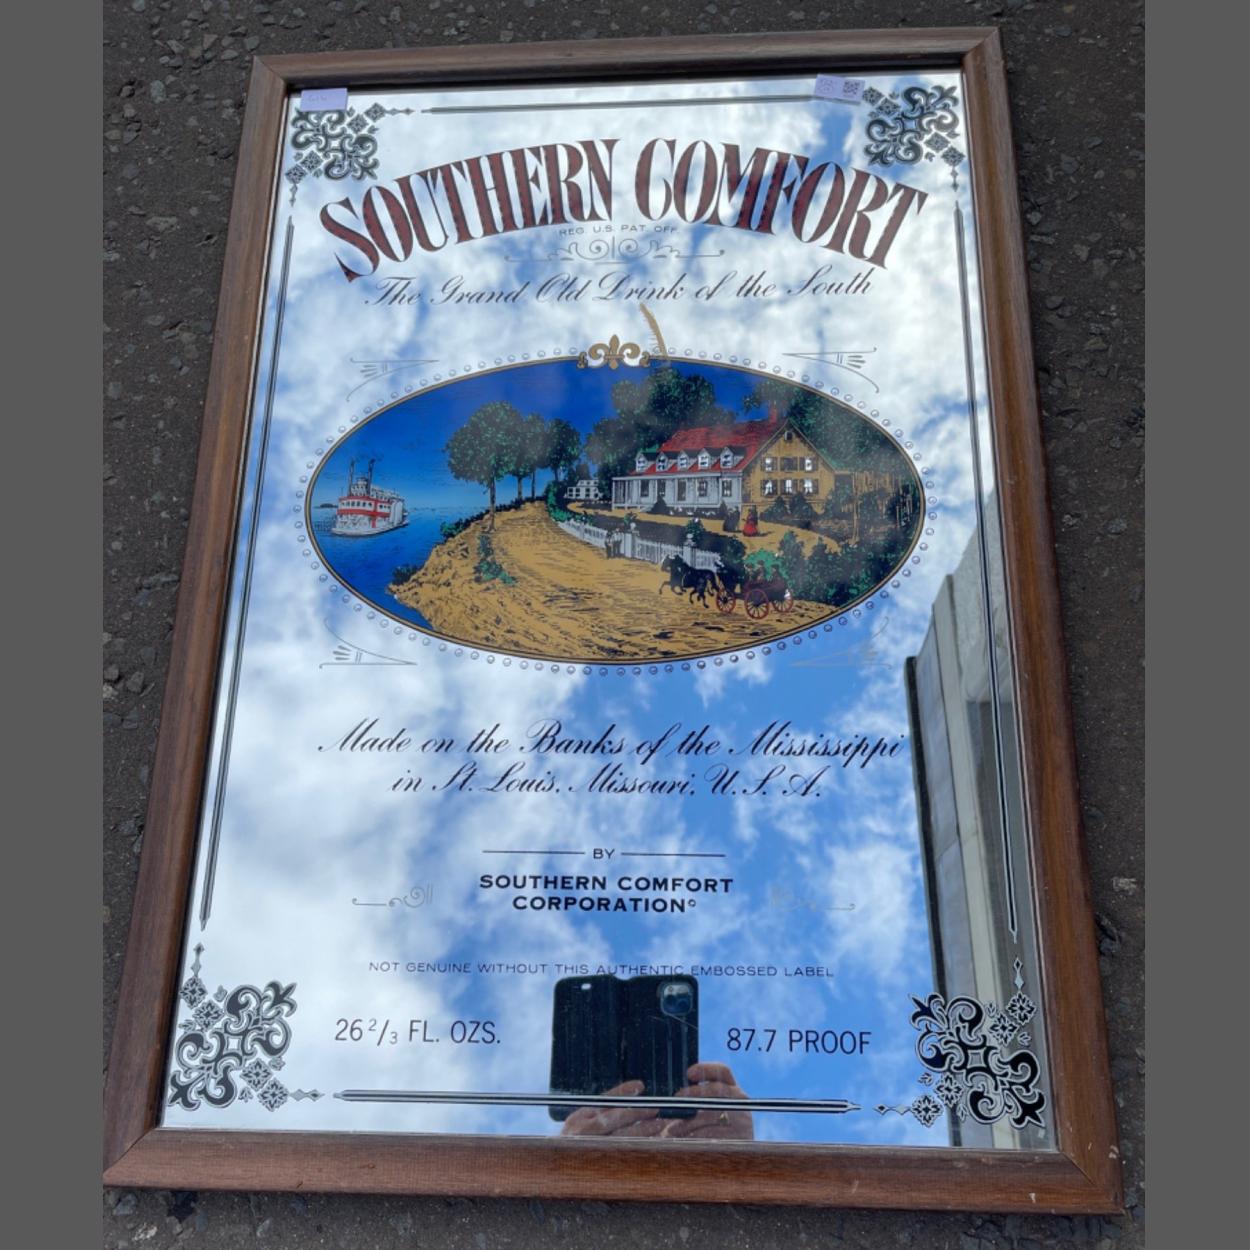 SOUTHERN COMFORT
REG. U.S. PAT. OFF.
The Grand Old Drink of the South
Made on the Banks of the Mississippi
in St. Louis, Missouri, U.S.A.
BY
SOUTHERN COMFORT
CORPORATION©
NOT GENUINE WITHOUT THIS AUTHENTIC EMBOSSED LABEL
26 2/3 FL. OZS. 87.7 PROOF